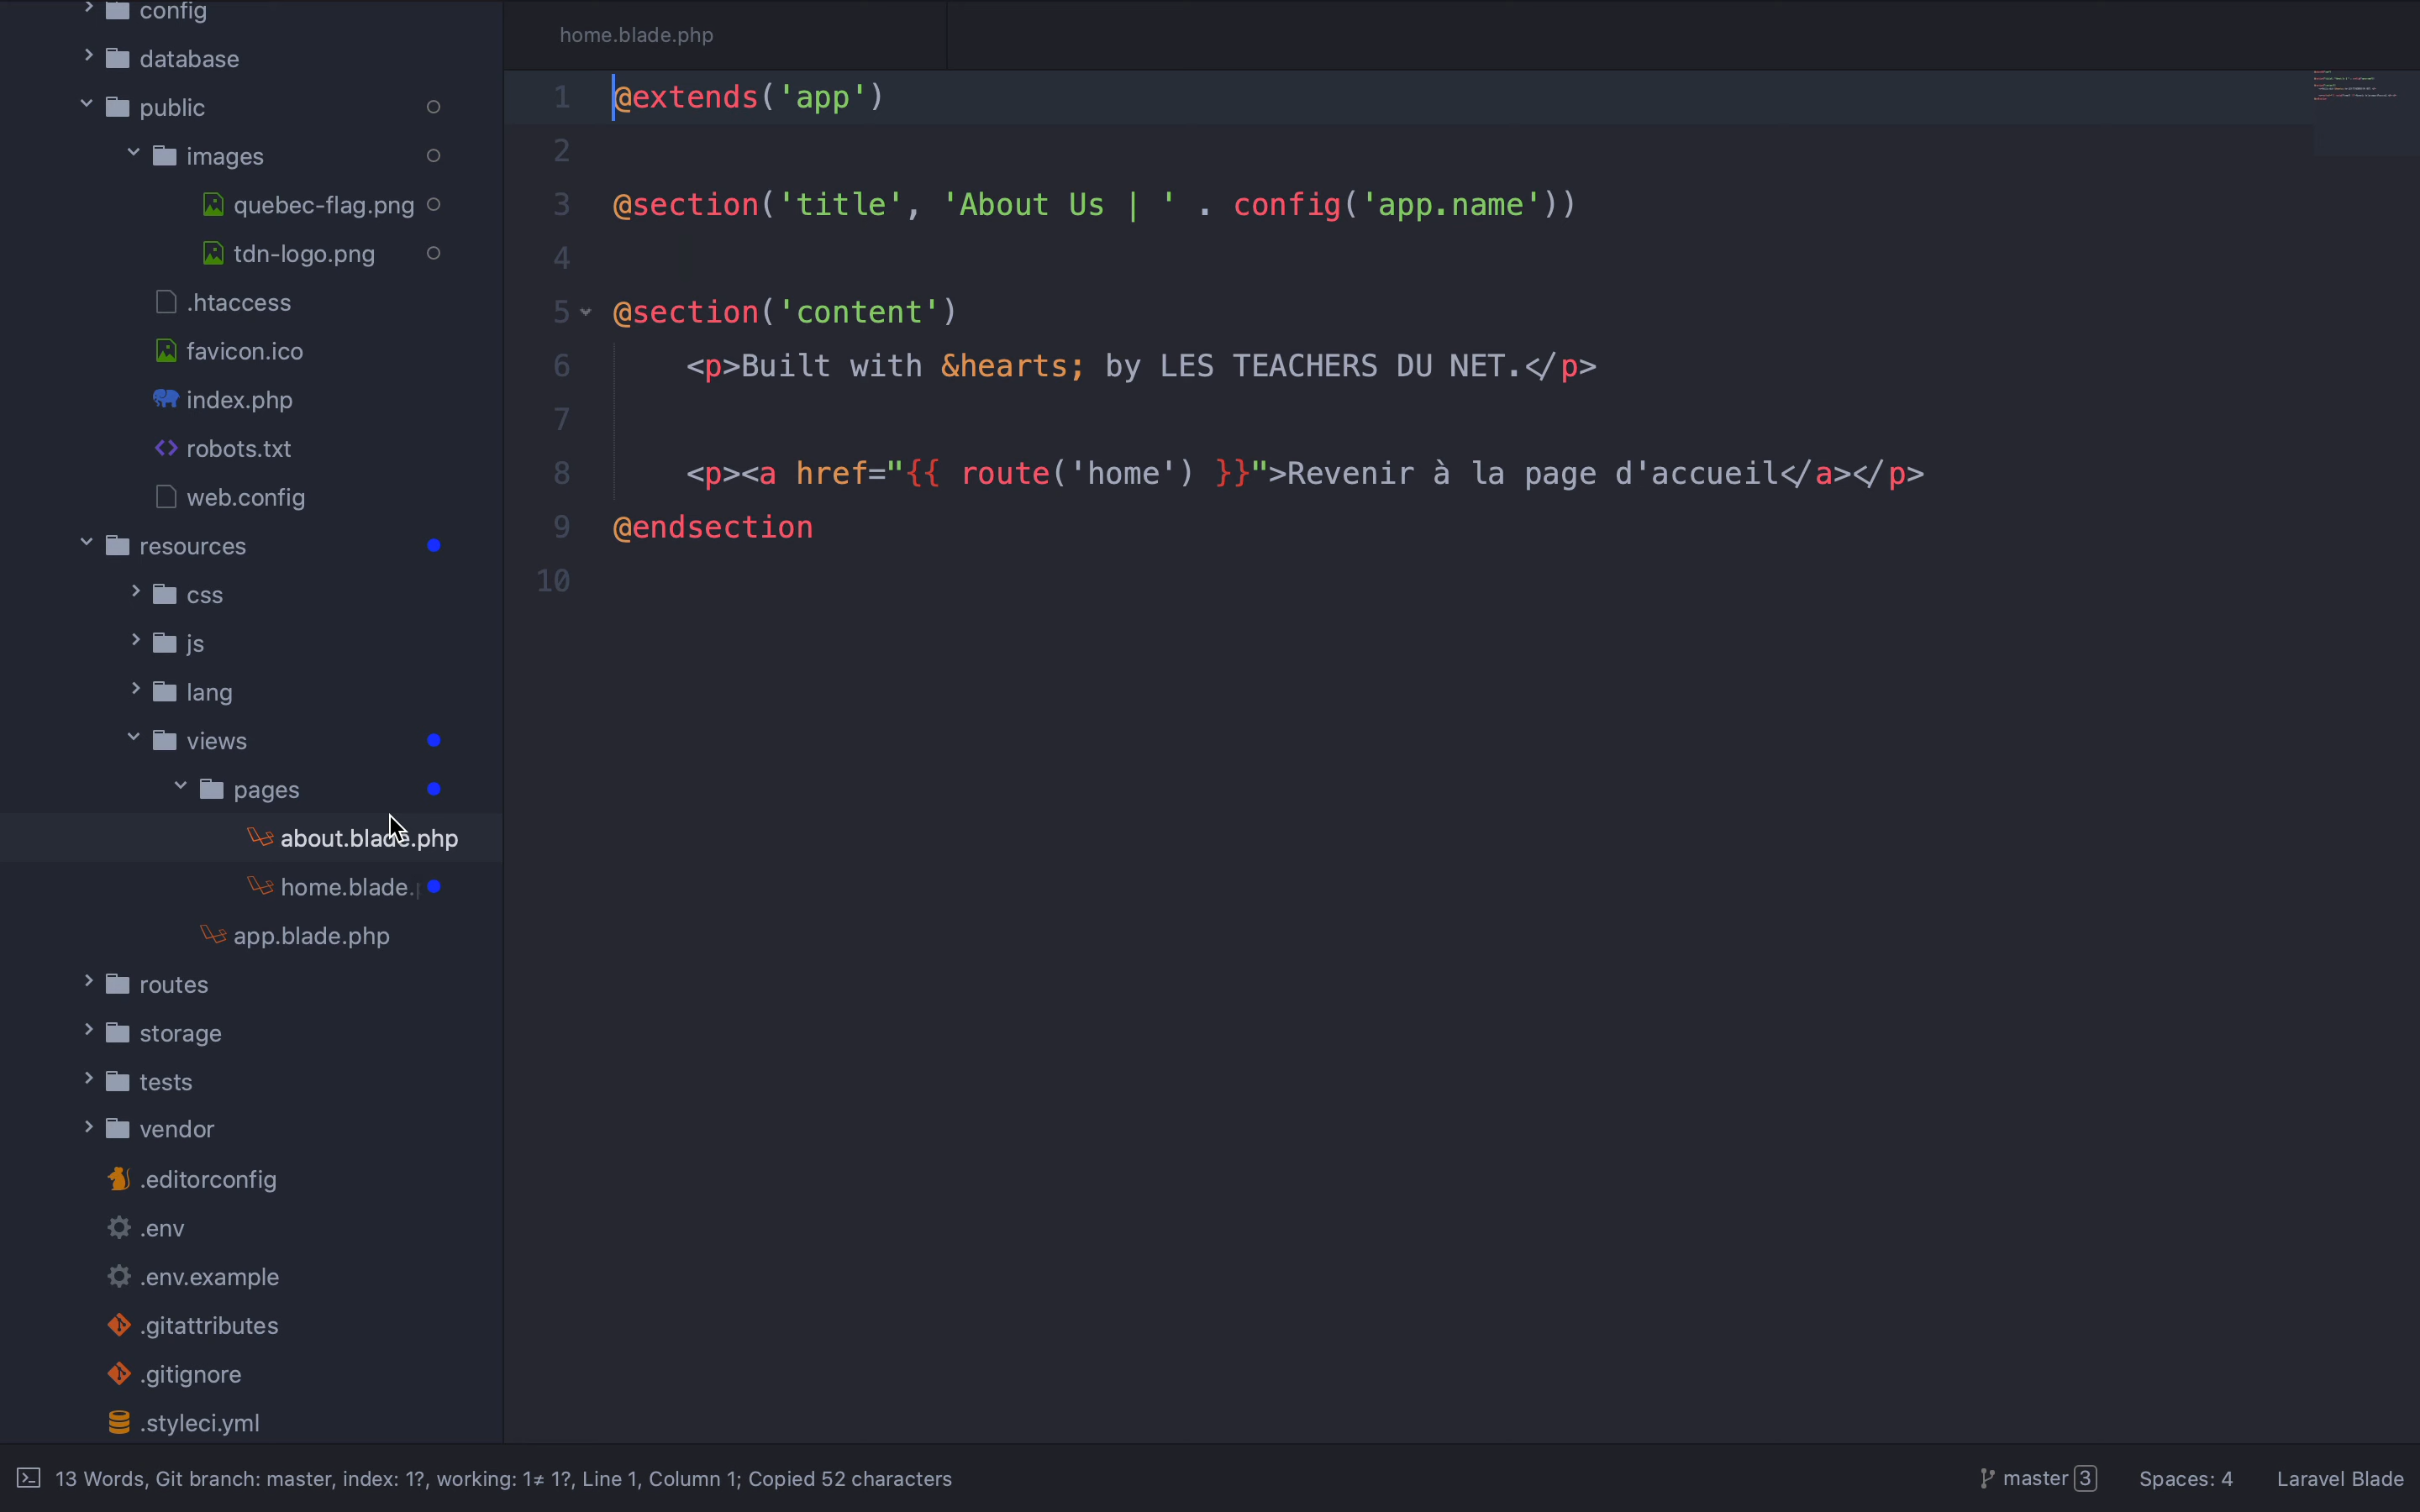 config
database
public
images
quebec-flag.png
tdn-logo.png
.htaccess
favicon.ico
index.php
robots.txt
web.config
resources
css
js
lang
views
pages
about.blade.php
home.blade.
app.blade.php
routes
storage
tests
vendor
.editorconfig
.env
.env.example
.gitattributes
.gitignore
.styleci.yml
home.blade.php
1 @extends('app')
2
3 @section('title', 'About Us | ' . config('app.name'))
4
5 @section('content')
6 <p>Built with &hearts; by LES TEACHERS DU NET.</p>
7
8 <p><a href="{{ route('home') }}">Revenir à la page d'accueil</a></p>
9 @endsection
10
13 Words, Git branch: master, index: 1?, working: 1≠ 1?, Line 1, Column 1; Copied 52 characters
master 3 Spaces: 4 Laravel Blade